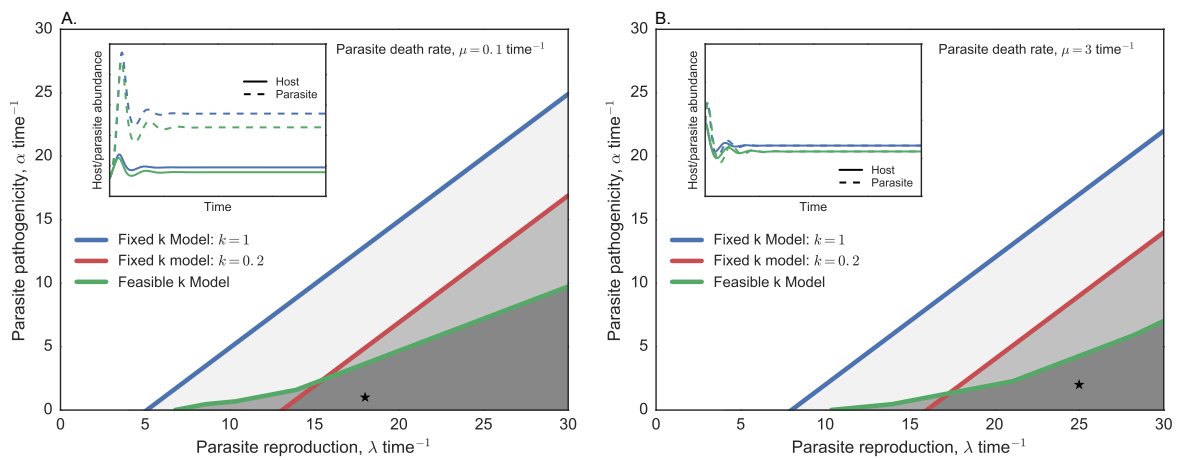 A.
Parasite death rate, μ = 0.1 time⁻¹
Host/parasite abundance
Host
Parasite
Time
Fixed k Model: k = 1
Fixed k model: k = 0.2
Feasible k Model
Parasite pathogenicity, α time⁻¹
30
25
20
15
10
5
0
0 5 10 15 20 25 30
Parasite reproduction, λ time⁻¹
B.
Parasite death rate, μ = 3 time⁻¹
Host/parasite abundance
Host
Parasite
Time
Fixed k Model: k = 1
Fixed k model: k = 0.2
Feasible k Model
Parasite pathogenicity, α time⁻¹
30
25
20
15
10
5
0
0 5 10 15 20 25 30
Parasite reproduction, λ time⁻¹